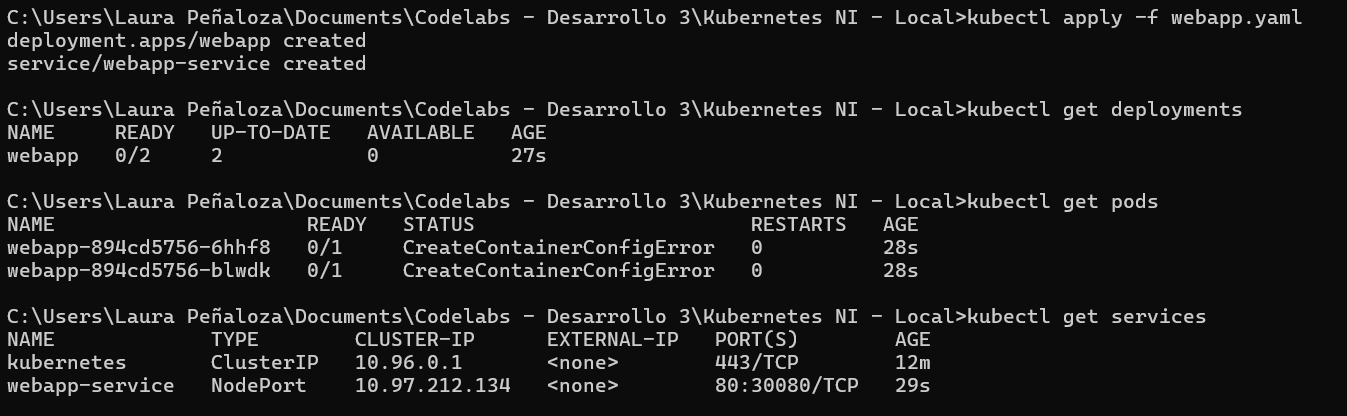 C:\Users\Laura Peñaloza\Documents\Codelabs - Desarrollo 3\Kubernetes NI - Local>kubectl apply -f webapp.yaml
deployment.apps/webapp created
service/webapp-service created
C:\Users\Laura Peñaloza\Documents\Codelabs - Desarrollo 3\Kubernetes NI - Local>kubectl get deployments
NAME     READY   UP-TO-DATE   AVAILABLE   AGE
webapp   0/2     2            0           27s
C:\Users\Laura Peñaloza\Documents\Codelabs - Desarrollo 3\Kubernetes NI - Local>kubectl get pods
NAME                     READY   STATUS                       RESTARTS   AGE
webapp-894cd5756-6hhf8   0/1     CreateContainerConfigError   0          28s
webapp-894cd5756-blwdk   0/1     CreateContainerConfigError   0          28s
C:\Users\Laura Peñaloza\Documents\Codelabs - Desarrollo 3\Kubernetes NI - Local>kubectl get services
NAME             TYPE        CLUSTER-IP      EXTERNAL-IP   PORT(S)        AGE
kubernetes       ClusterIP   10.96.0.1       <none>        443/TCP        12m
webapp-service   NodePort    10.97.212.134   <none>        80:30080/TCP   29s